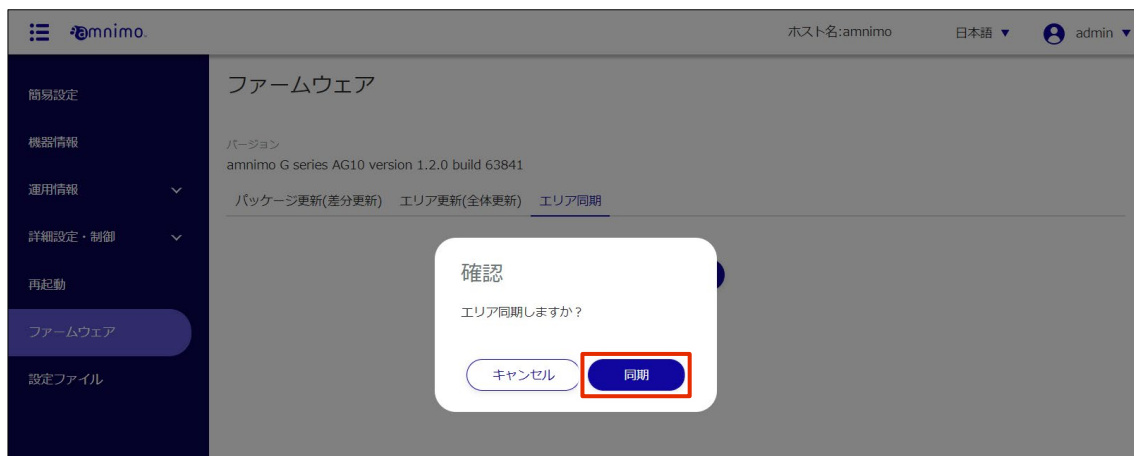 amnimo.
ホスト名:amnimo
日本語 ▼
admin ▼
簡易設定
機器情報
運用情報
詳細設定・制御
再起動
ファームウェア
設定ファイル
ファームウェア
バージョン
amnimo G series AG10 version 1.2.0 build 63841
パッケージ更新(差分更新) エリア更新(全体更新) エリア同期
確認
エリア同期しますか？
キャンセル 同期